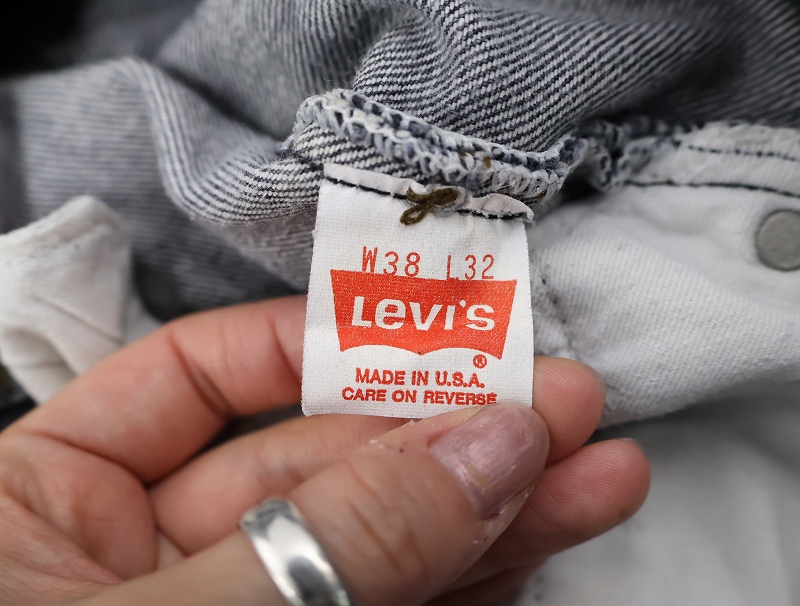 W38 L32
Levi's
®
MADE IN U.S.A.
CARE ON REVERSE